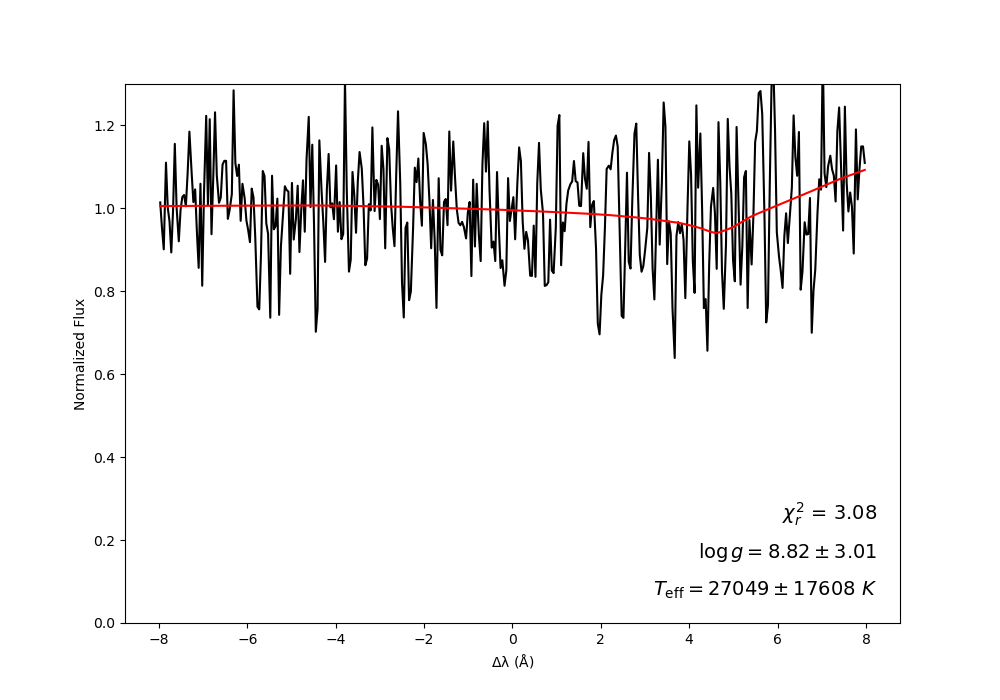 1.2
1.0
0.8
0.6
0.4
0.2
0.0
Normalized Flux
χ²ᵣ = 3.08
log g = 8.82 ± 3.01
T_eff = 27049 ± 17608 K
−8 −6 −4 −2 0 2 4 6 8
Δλ (Å)